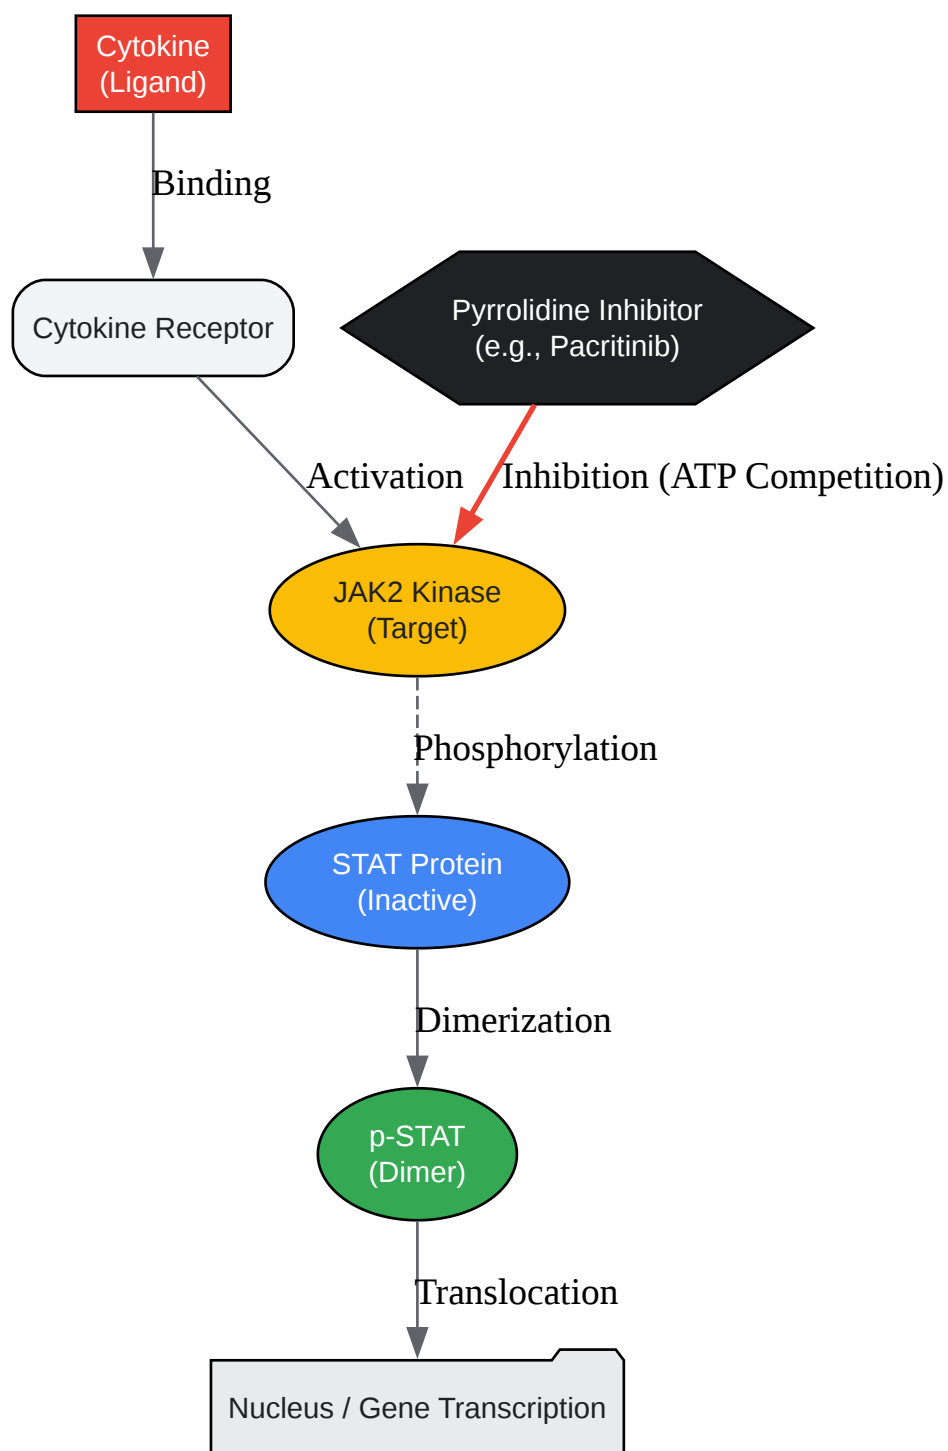 Cytokine
(Ligand)
Binding
Cytokine Receptor
Pyrrolidine Inhibitor
(e.g., Pacritinib)
Activation
Inhibition (ATP Competition)
JAK2 Kinase
(Target)
Phosphorylation
STAT Protein
(Inactive)
Dimerization
p-STAT
(Dimer)
Translocation
Nucleus / Gene Transcription